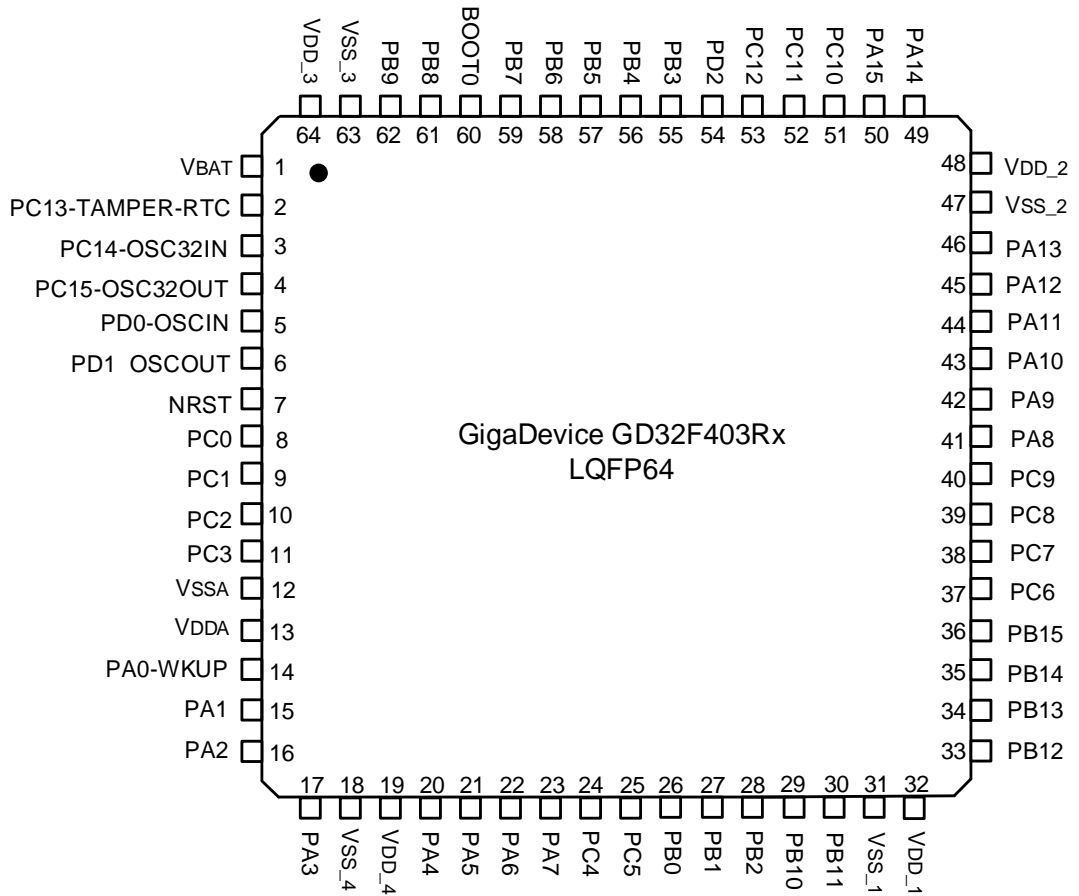 VDD_3
VSS_3
PB9
PB8
BOOT0
PB7
PB6
PB5
PB4
PB3
PD2
PC12
PC11
PC10
PA15
PA14
64 63 62 61 60 59 58 57 56 55 54 53 52 51 50 49
VBAT 1
PC13-TAMPER-RTC 2
PC14-OSC32IN 3
PC15-OSC32OUT 4
PD0-OSCIN 5
PD1 OSCOUT 6
NRST 7
PC0 8
PC1 9
PC2 10
PC3 11
VSSA 12
VDDA 13
PA0-WKUP 14
PA1 15
PA2 16
GigaDevice GD32F403Rx
LQFP64
48 VDD_2
47 VSS_2
46 PA13
45 PA12
44 PA11
43 PA10
42 PA9
41 PA8
40 PC9
39 PC8
38 PC7
37 PC6
36 PB15
35 PB14
34 PB13
33 PB12
17 18 19 20 21 22 23 24 25 26 27 28 29 30 31 32
PA3
VSS_4
VDD_4
PA4
PA5
PA6
PA7
PC4
PC5
PB0
PB1
PB2
PB10
PB11
VSS_1
VDD_1